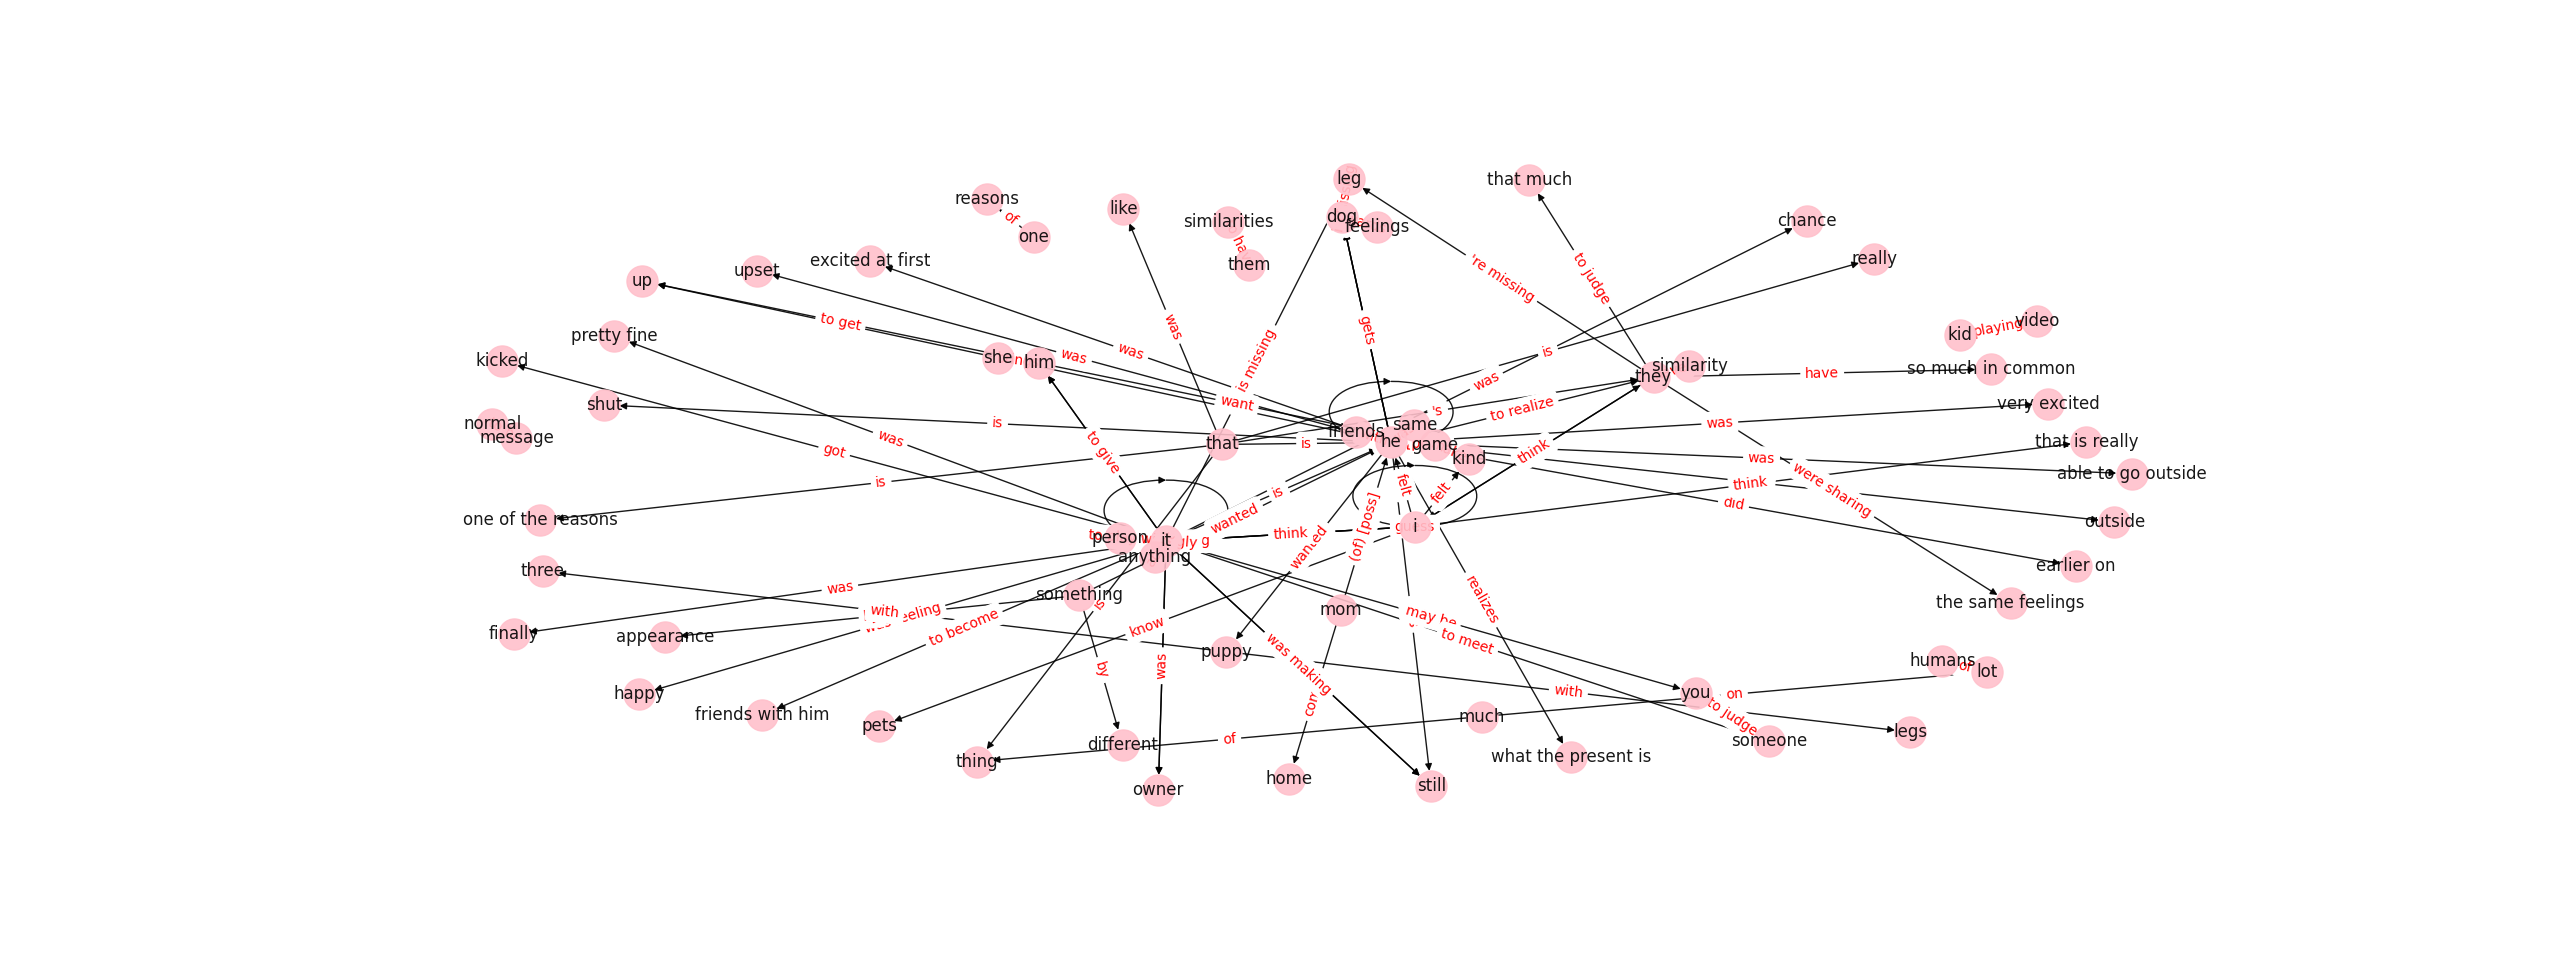 leg
that much
reasons
of
one
like
similarities
them
dog
feelings
chance
really
excited at first
upset
up
to get
was
was
was
is missing
gets
're missing
to judge
is
was
video
playing
kid
similarity
they
so much in common
have
pretty fine
kicked
she
him
want
shut
is
normal
message
was
got
to give
that
is
friends
same
he
game
kind
's
to realize
think
felt
felt
very excited
was
that is really
was
able to go outside
think
did
were sharing
outside
earlier on
the same feelings
one of the reasons
is
is
wanted
think
wanted
(of) [poss]
i
person
it
anything
three
was
with
to become
something
is
know
mom
realizes
may be
to meet
finally
appearance
by
was
puppy
was making
with
humans
of
lot
on
you
to judge
happy
friends with him
pets
much
of
different
thing
owner
home
still
what the present is
someone
legs